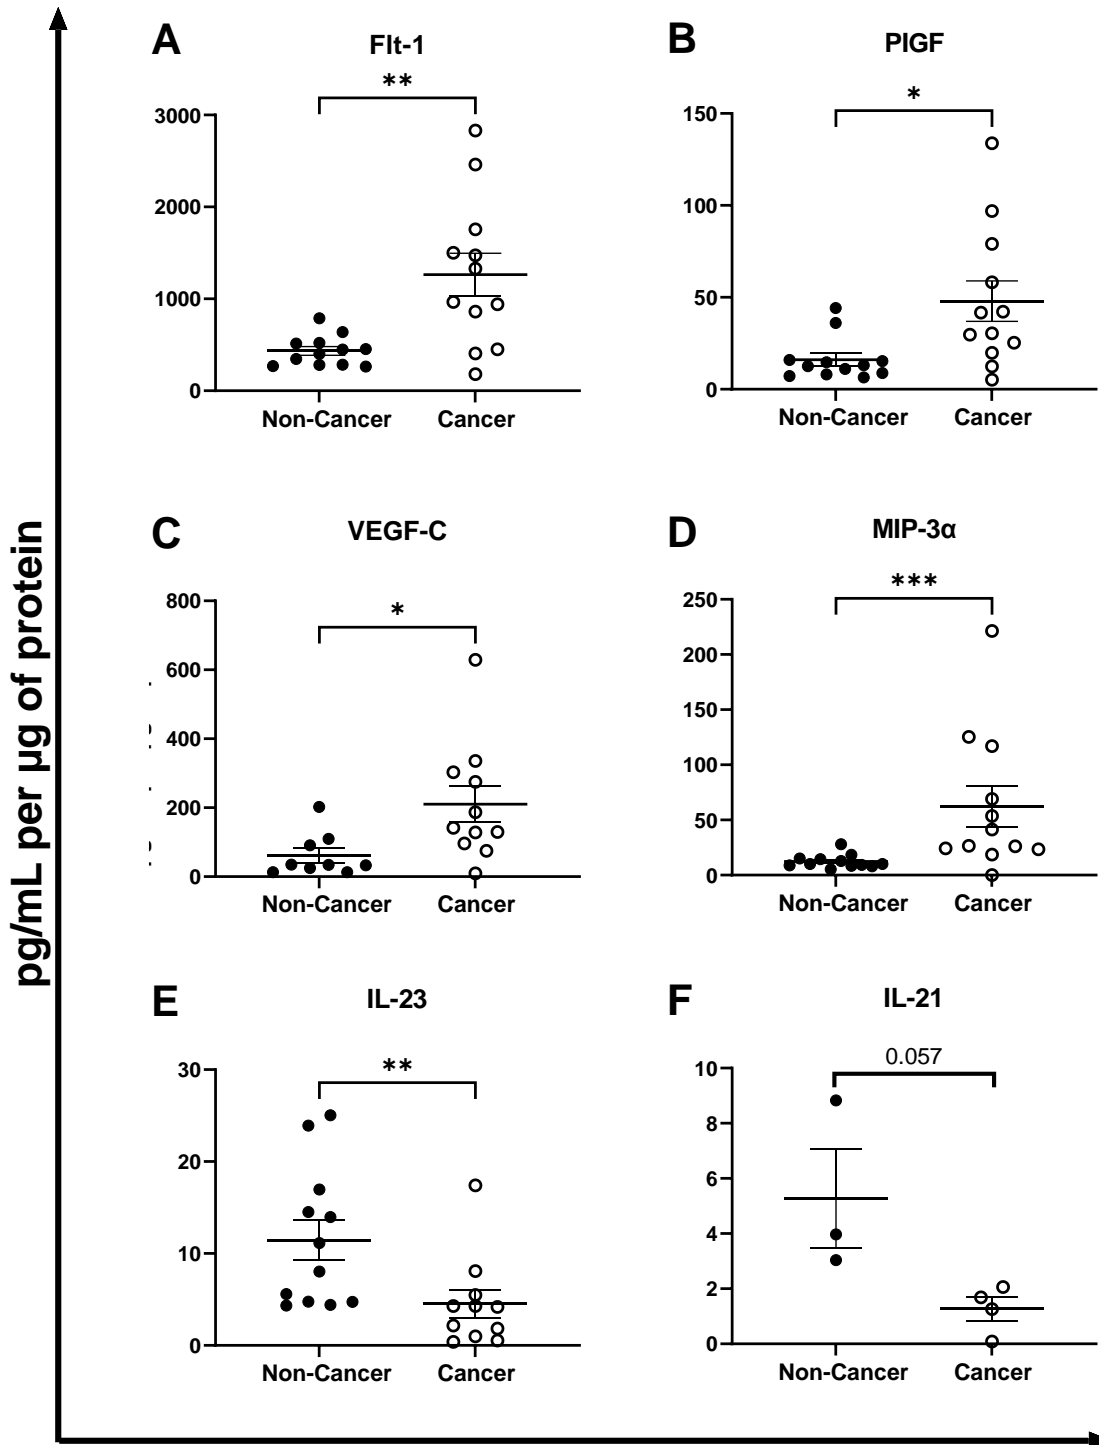 pg/mL per µg of protein
A
Flt-1
**
3000
2000
1000
0
Non-Cancer
Cancer
B
PIGF
*
150
100
50
0
Non-Cancer
Cancer
C
VEGF-C
*
800
600
400
200
0
Non-Cancer
Cancer
D
MIP-3α
***
250
200
150
100
50
0
Non-Cancer
Cancer
E
IL-23
**
30
20
10
0
Non-Cancer
Cancer
F
IL-21
0.057
10
8
6
4
2
0
Non-Cancer
Cancer